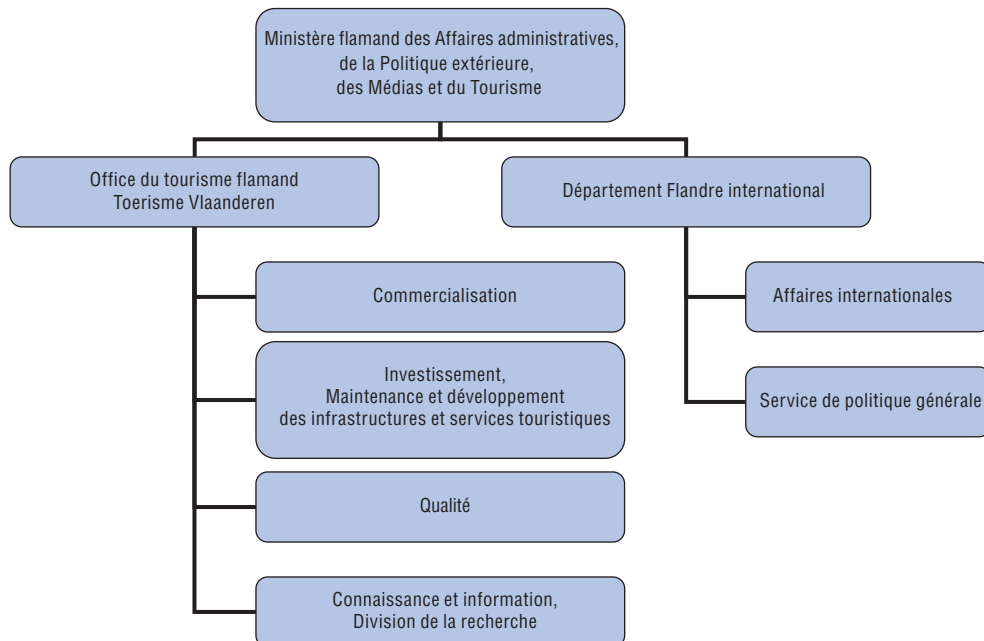 Ministère flamand des Affaires administratives,
de la Politique extérieure,
des Médias et du Tourisme
Office du tourisme flamand
Toerisme Vlaanderen
Département Flandre international
Commercialisation
Affaires internationales
Investissement,
Maintenance et développement
des infrastructures et services touristiques
Service de politique générale
Qualité
Connaissance et information,
Division de la recherche